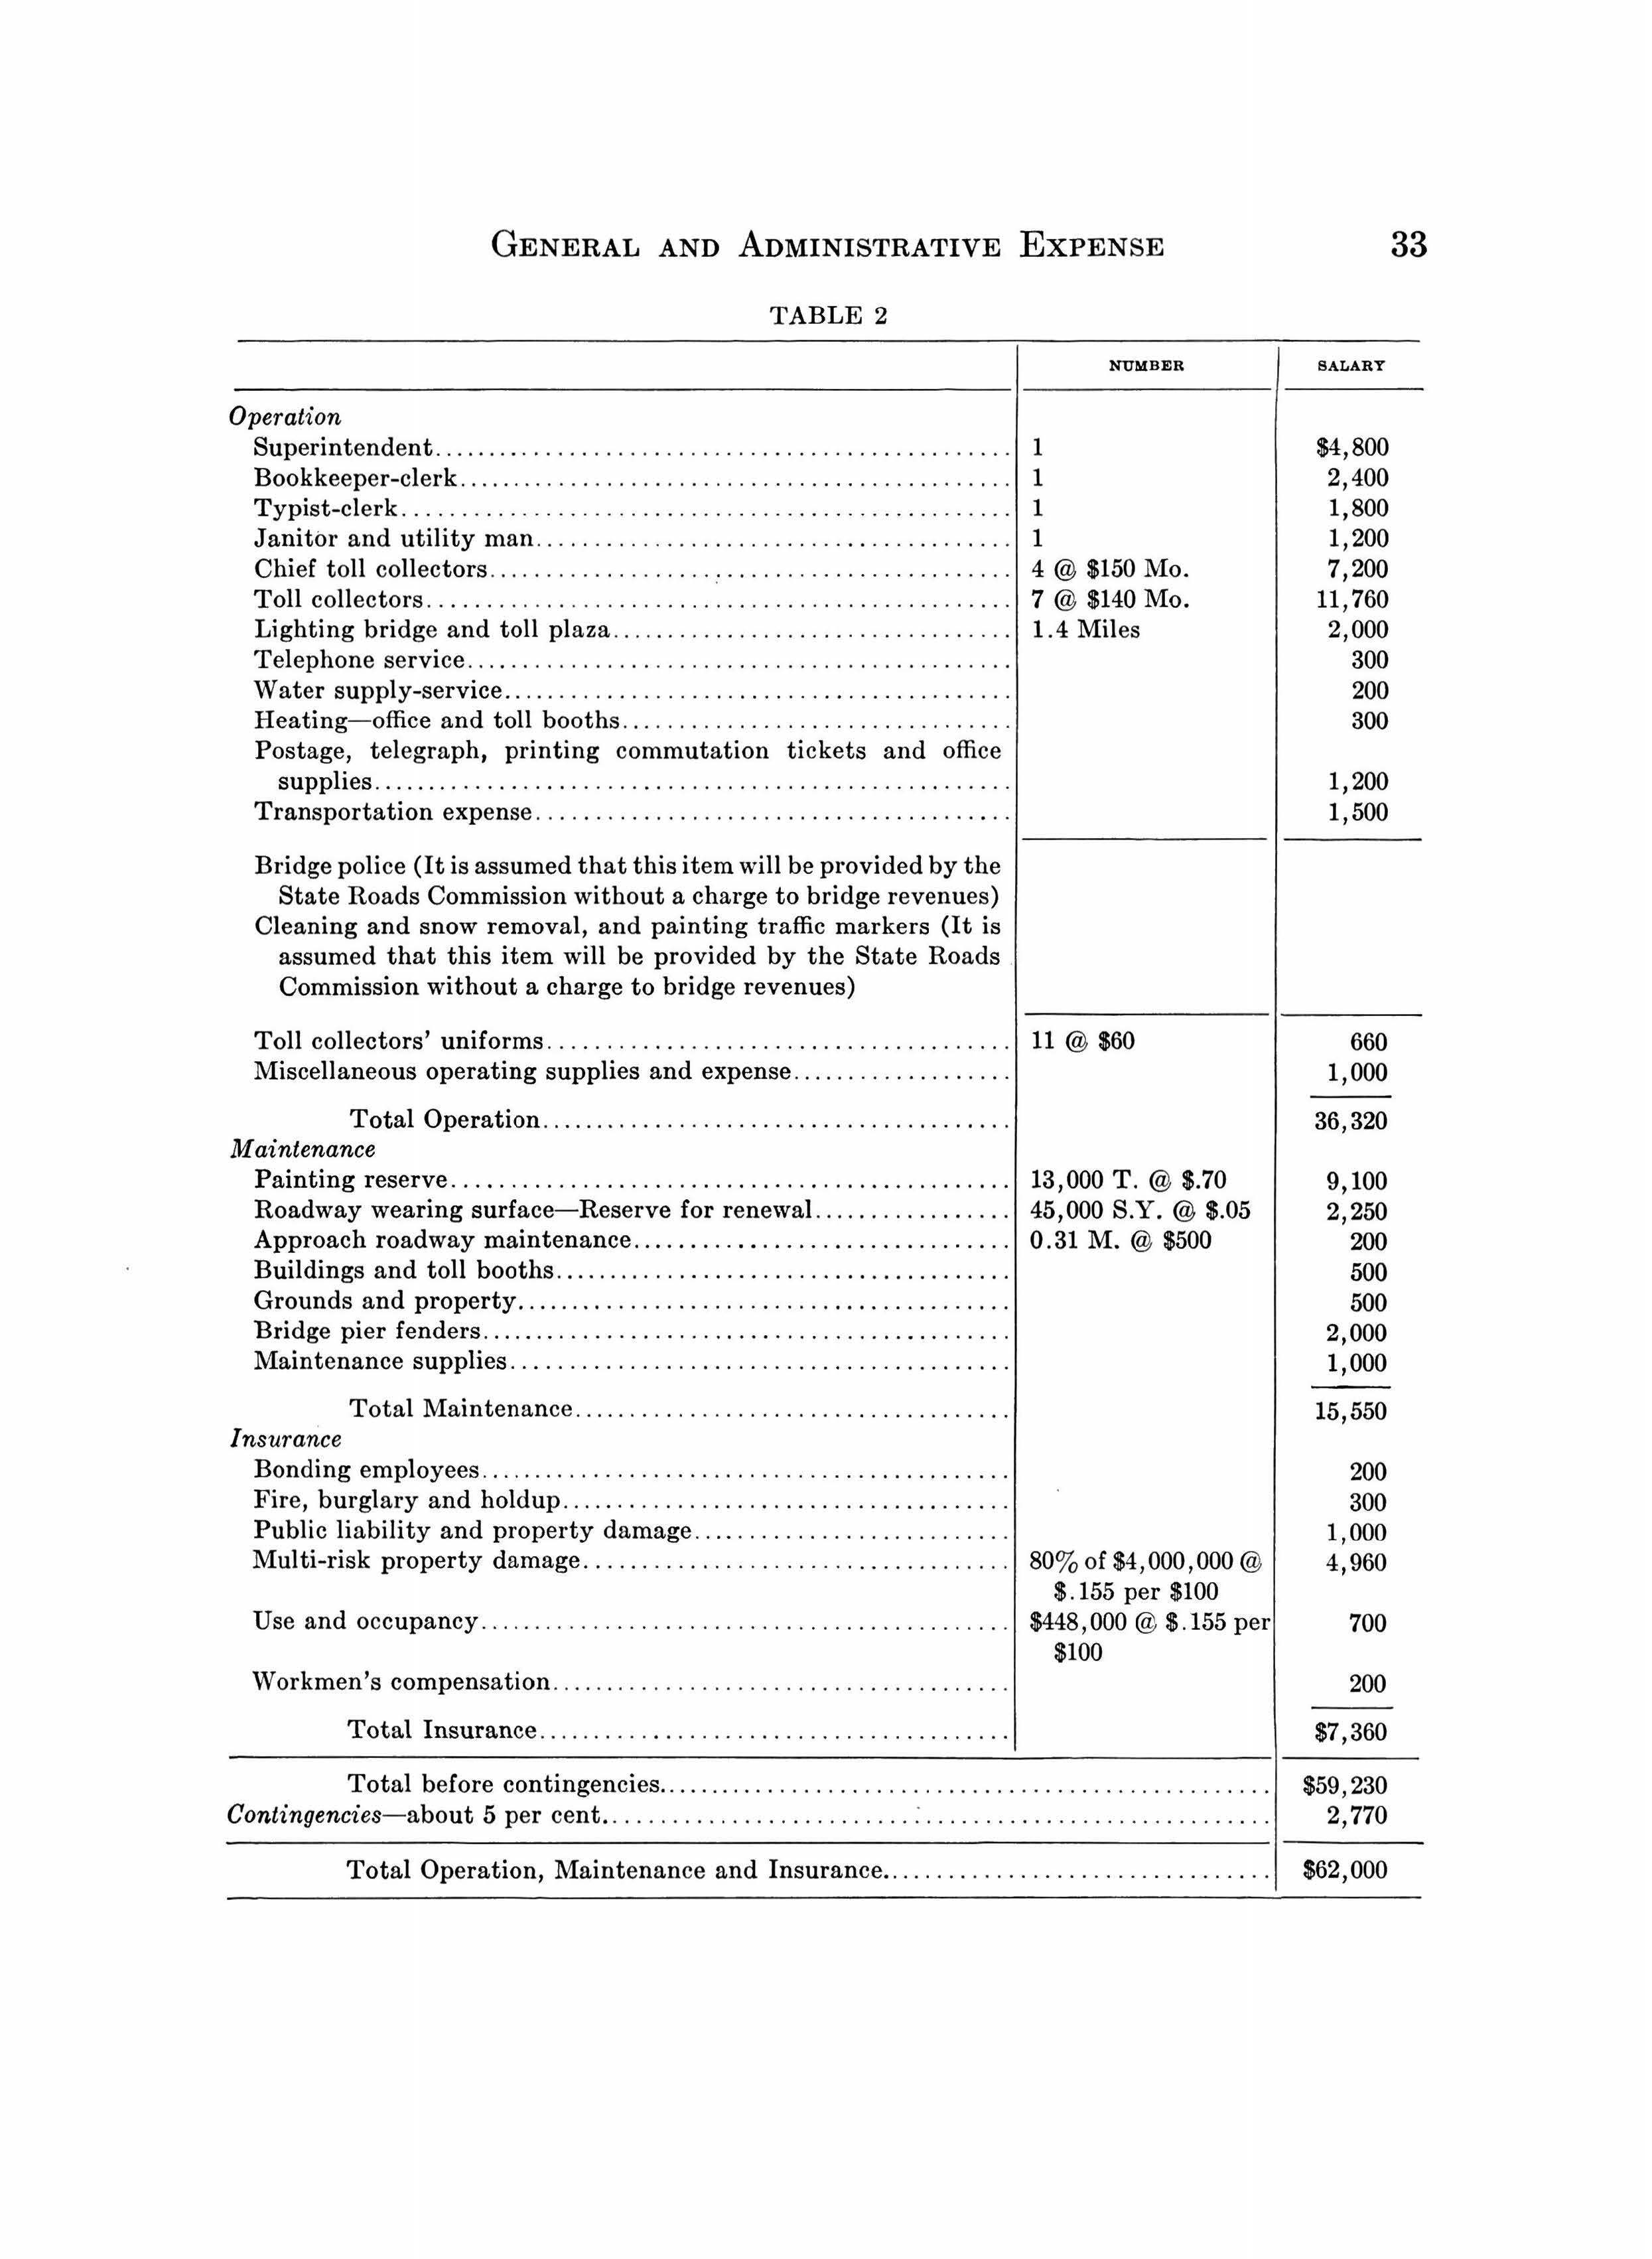 GENERAL AND ADMINISTRATIVE EXPENSE 33
TABLE 2
NUMBER SALARY
Operation
Superintendent 1 $4,800
Bookkeeper-clerk 1 2,400
Typist-clerk 1 1,800
Janitor and utility man 1 1,200
Chief toll collectors 4 @ $150 Mo. 7,200
Toll collectors 7 @ $140 Mo. 11,760
Lighting bridge and toll plaza 1.4 Miles 2,000
Telephone service 300
Water supply-service 200
Heating—office and toll booths 300
Postage, telegraph, printing commutation tickets and office
supplies 1,200
Transportation expense 1,500
Bridge police (It is assumed that this item will be provided by the
State Roads Commission without a charge to bridge revenues)
Cleaning and snow removal, and painting traffic markers (It is
assumed that this item will be provided by the State Roads
Commission without a charge to bridge revenues)
Toll collectors' uniforms 11 @ $60 660
Miscellaneous operating supplies and expense 1,000
Total Operation 36,320
Maintenance
Painting reserve 13,000 T. @ $.70 9,100
Roadway wearing surface—Reserve for renewal 45,000 S.Y. @ $.05 2,250
Approach roadway maintenance 0.31 M. @ $500 200
Buildings and toll booths 500
Grounds and property 500
Bridge pier fenders 2,000
Maintenance supplies 1,000
Total Maintenance 15,550
Insurance
Bonding employees 200
Fire, burglary and holdup 300
Public liability and property damage 1,000
Multi-risk property damage 80% of $4,000,000 @ 4,960
$.155 per $100
Use and occupancy $448,000 @ $.155 per 700
$100
Workmen's compensation 200
Total Insurance $7,360
Total before contingencies $59,230
Contingencies—about 5 per cent 2,770
Total Operation, Maintenance and Insurance $62,000